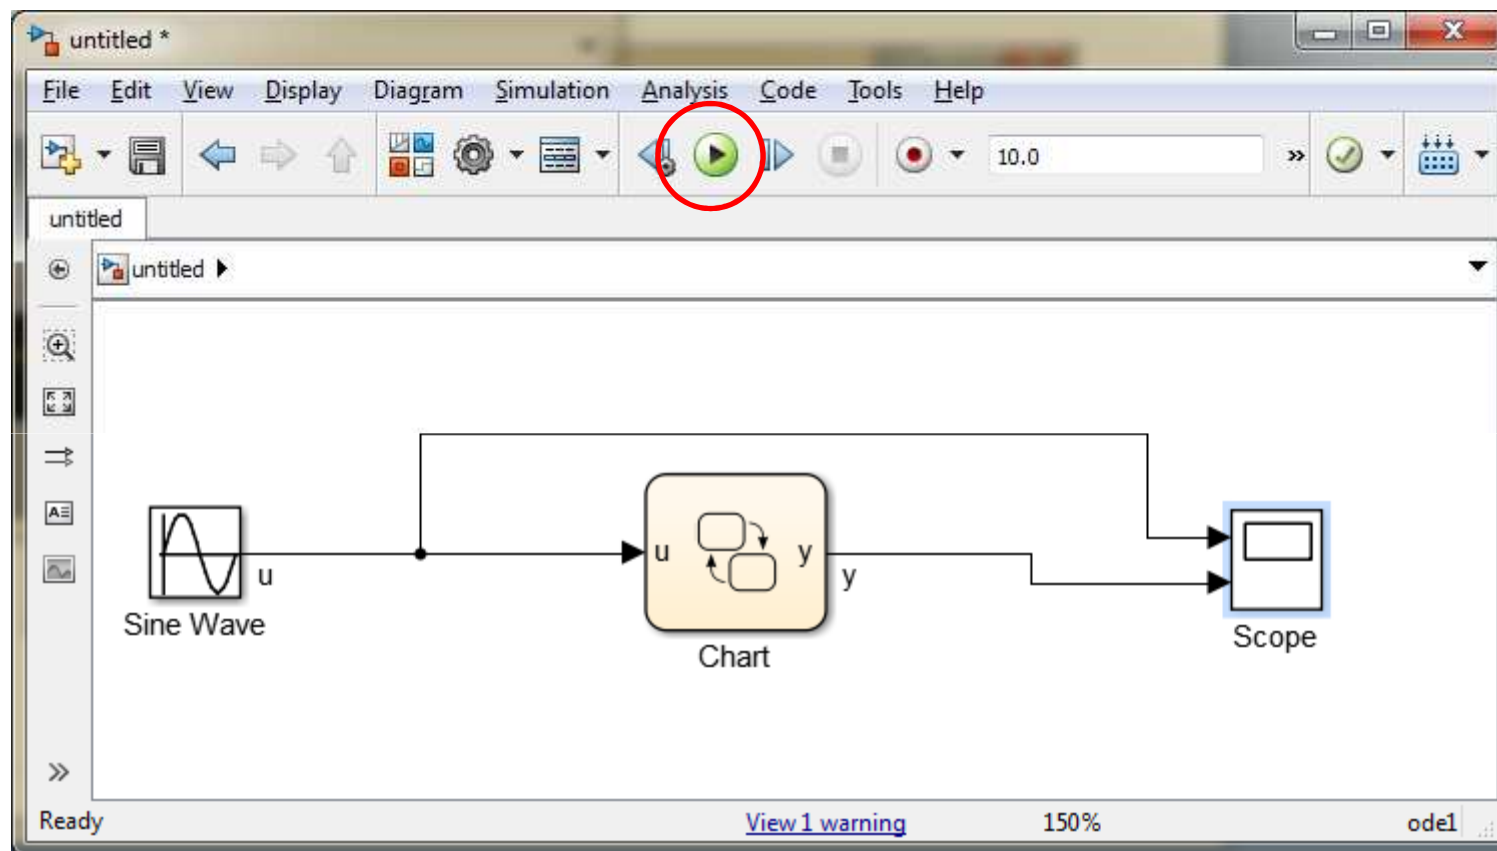 untitled *
File Edit View Display Diagram Simulation Analysis Code Tools Help
10.0 »
untitled
untitled
A
u
u y
y
Sine Wave
Chart
Scope
»
Ready View 1 warning 150% ode1